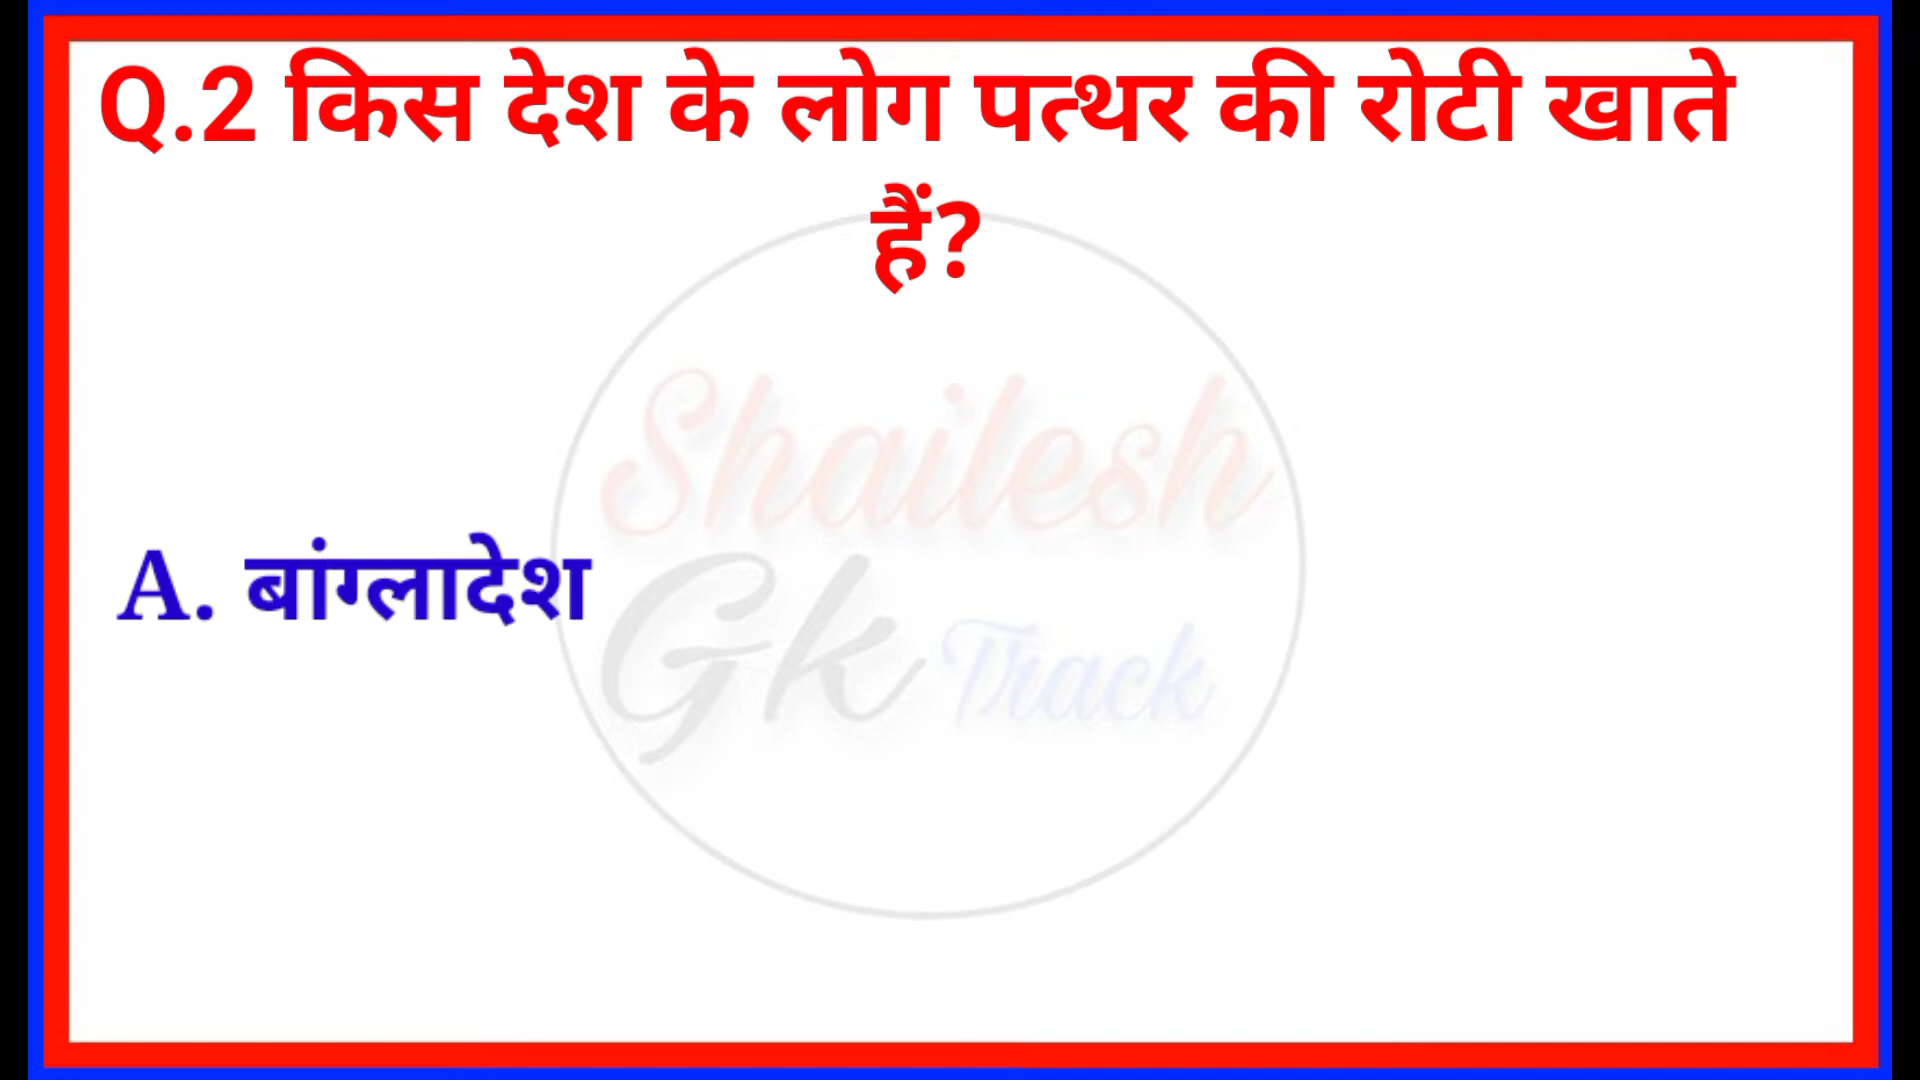 Q.2 किस देश के लोग पत्थर की रोटी खाते
हैं?
Shailesh
A. बांग्लादेश
Gk Track